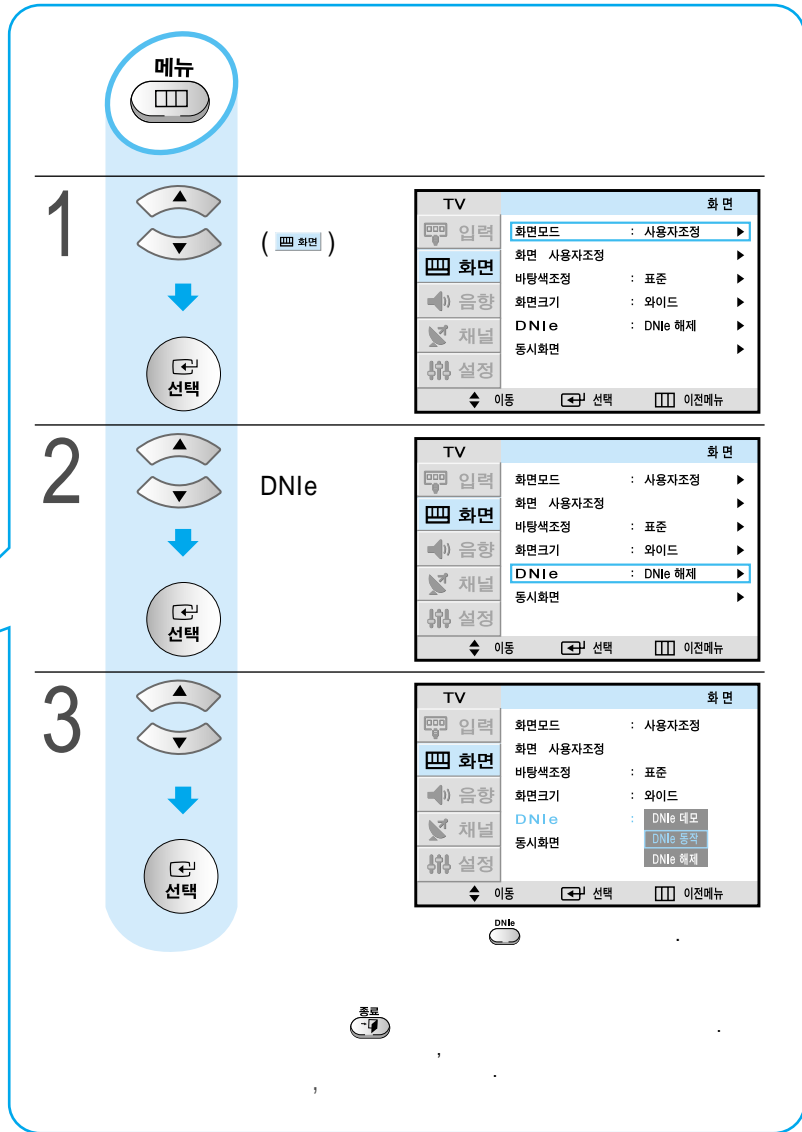 메뉴
1
( 화면 )
선택
TV 화면
입력
화면
음향
채널
설정
화면모드 : 사용자조정 ▶
화면 사용자조정 ▶
바탕색조정 : 표준 ▶
화면크기 : 와이드 ▶
DNIe : DNIe 해제 ▶
동시화면 ▶
이동 선택 이전메뉴
2
DNIe
선택
TV 화면
입력
화면
음향
채널
설정
화면모드 : 사용자조정 ▶
화면 사용자조정 ▶
바탕색조정 : 표준 ▶
화면크기 : 와이드 ▶
DNIe : DNIe 해제 ▶
동시화면 ▶
이동 선택 이전메뉴
3
선택
TV 화면
입력
화면
음향
채널
설정
화면모드 : 사용자조정
화면 사용자조정
바탕색조정 : 표준
화면크기 : 와이드
DNIe : DNIe 데모
DNIe 동작
동시화면
DNIe 해제
이동 선택 이전메뉴
DNIe .
종료 .
,
.
,